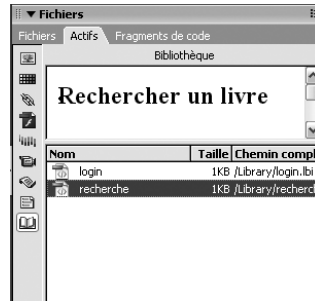 Fichiers
Fichiers Actifs Fragments de code
Bibliothèque
Rechercher un livre
Nom Taille Chemin compl
login 1KB /Library/login.lbi
recherche 1KB /Library/recherch